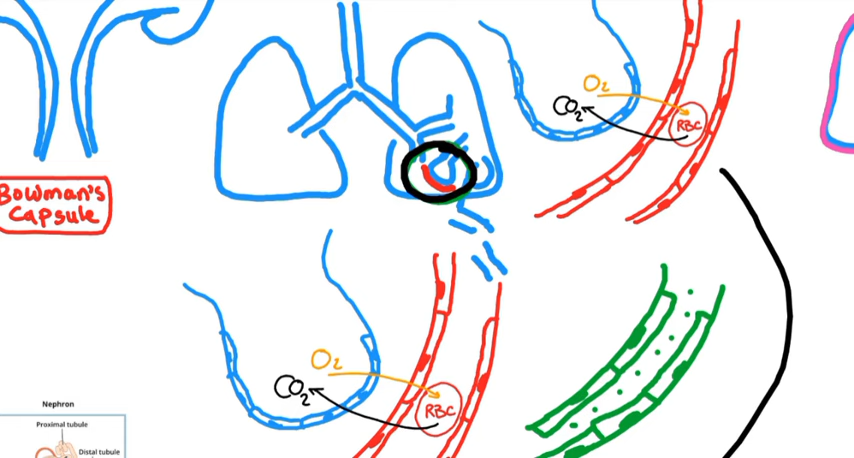 O₂
CO₂
RBC
Bowman's
Capsule
O₂
CO₂
RBC
Nephron
Proximal tubule
Distal tubule